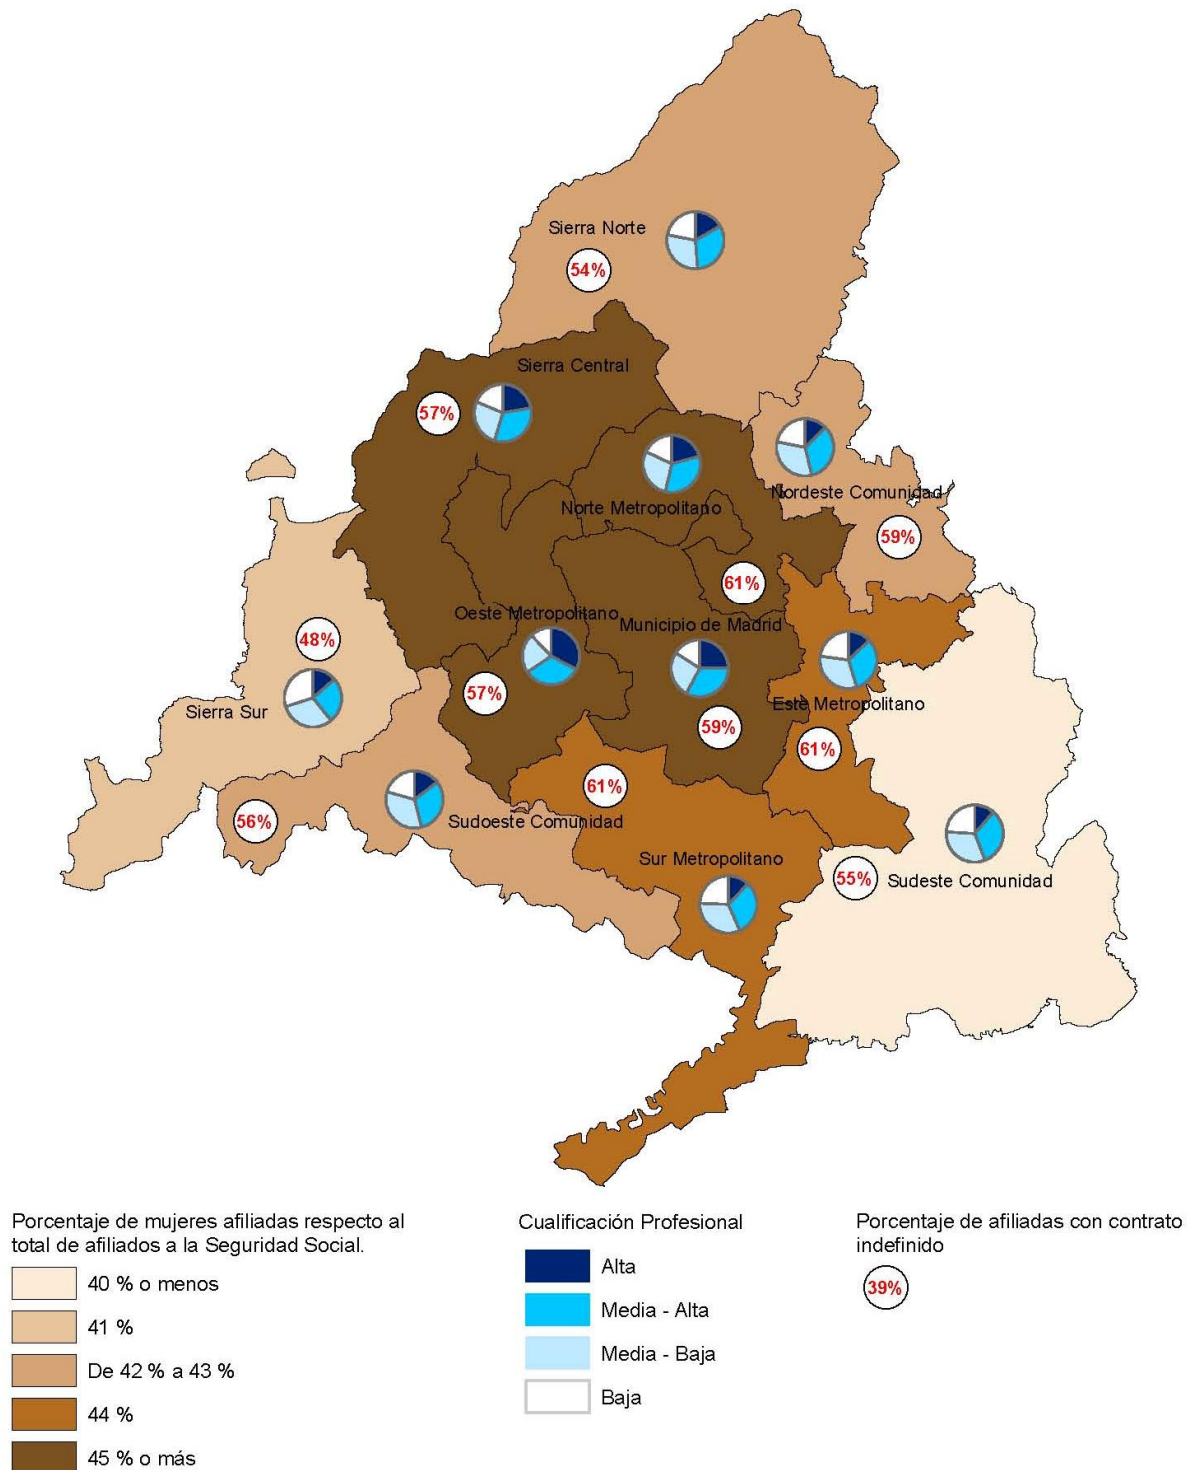 Sierra Norte
54%
Sierra Central
57%
Norte Metropolitano
Nordeste Comunidad
59%
61%
Oeste Metropolitano
Municipio de Madrid
48%
57%
59%
Sierra Sur
Este Metropolitano
61%
61%
56%
Sudoeste Comunidad
Sur Metropolitano
55%
Sudeste Comunidad
Porcentaje de mujeres afiliadas respecto al
total de afiliados a la Seguridad Social.
40 % o menos
41 %
De 42 % a 43 %
44 %
45 % o más
Cualificación Profesional
Alta
Media - Alta
Media - Baja
Baja
Porcentaje de afiliadas con contrato
indefinido
39%